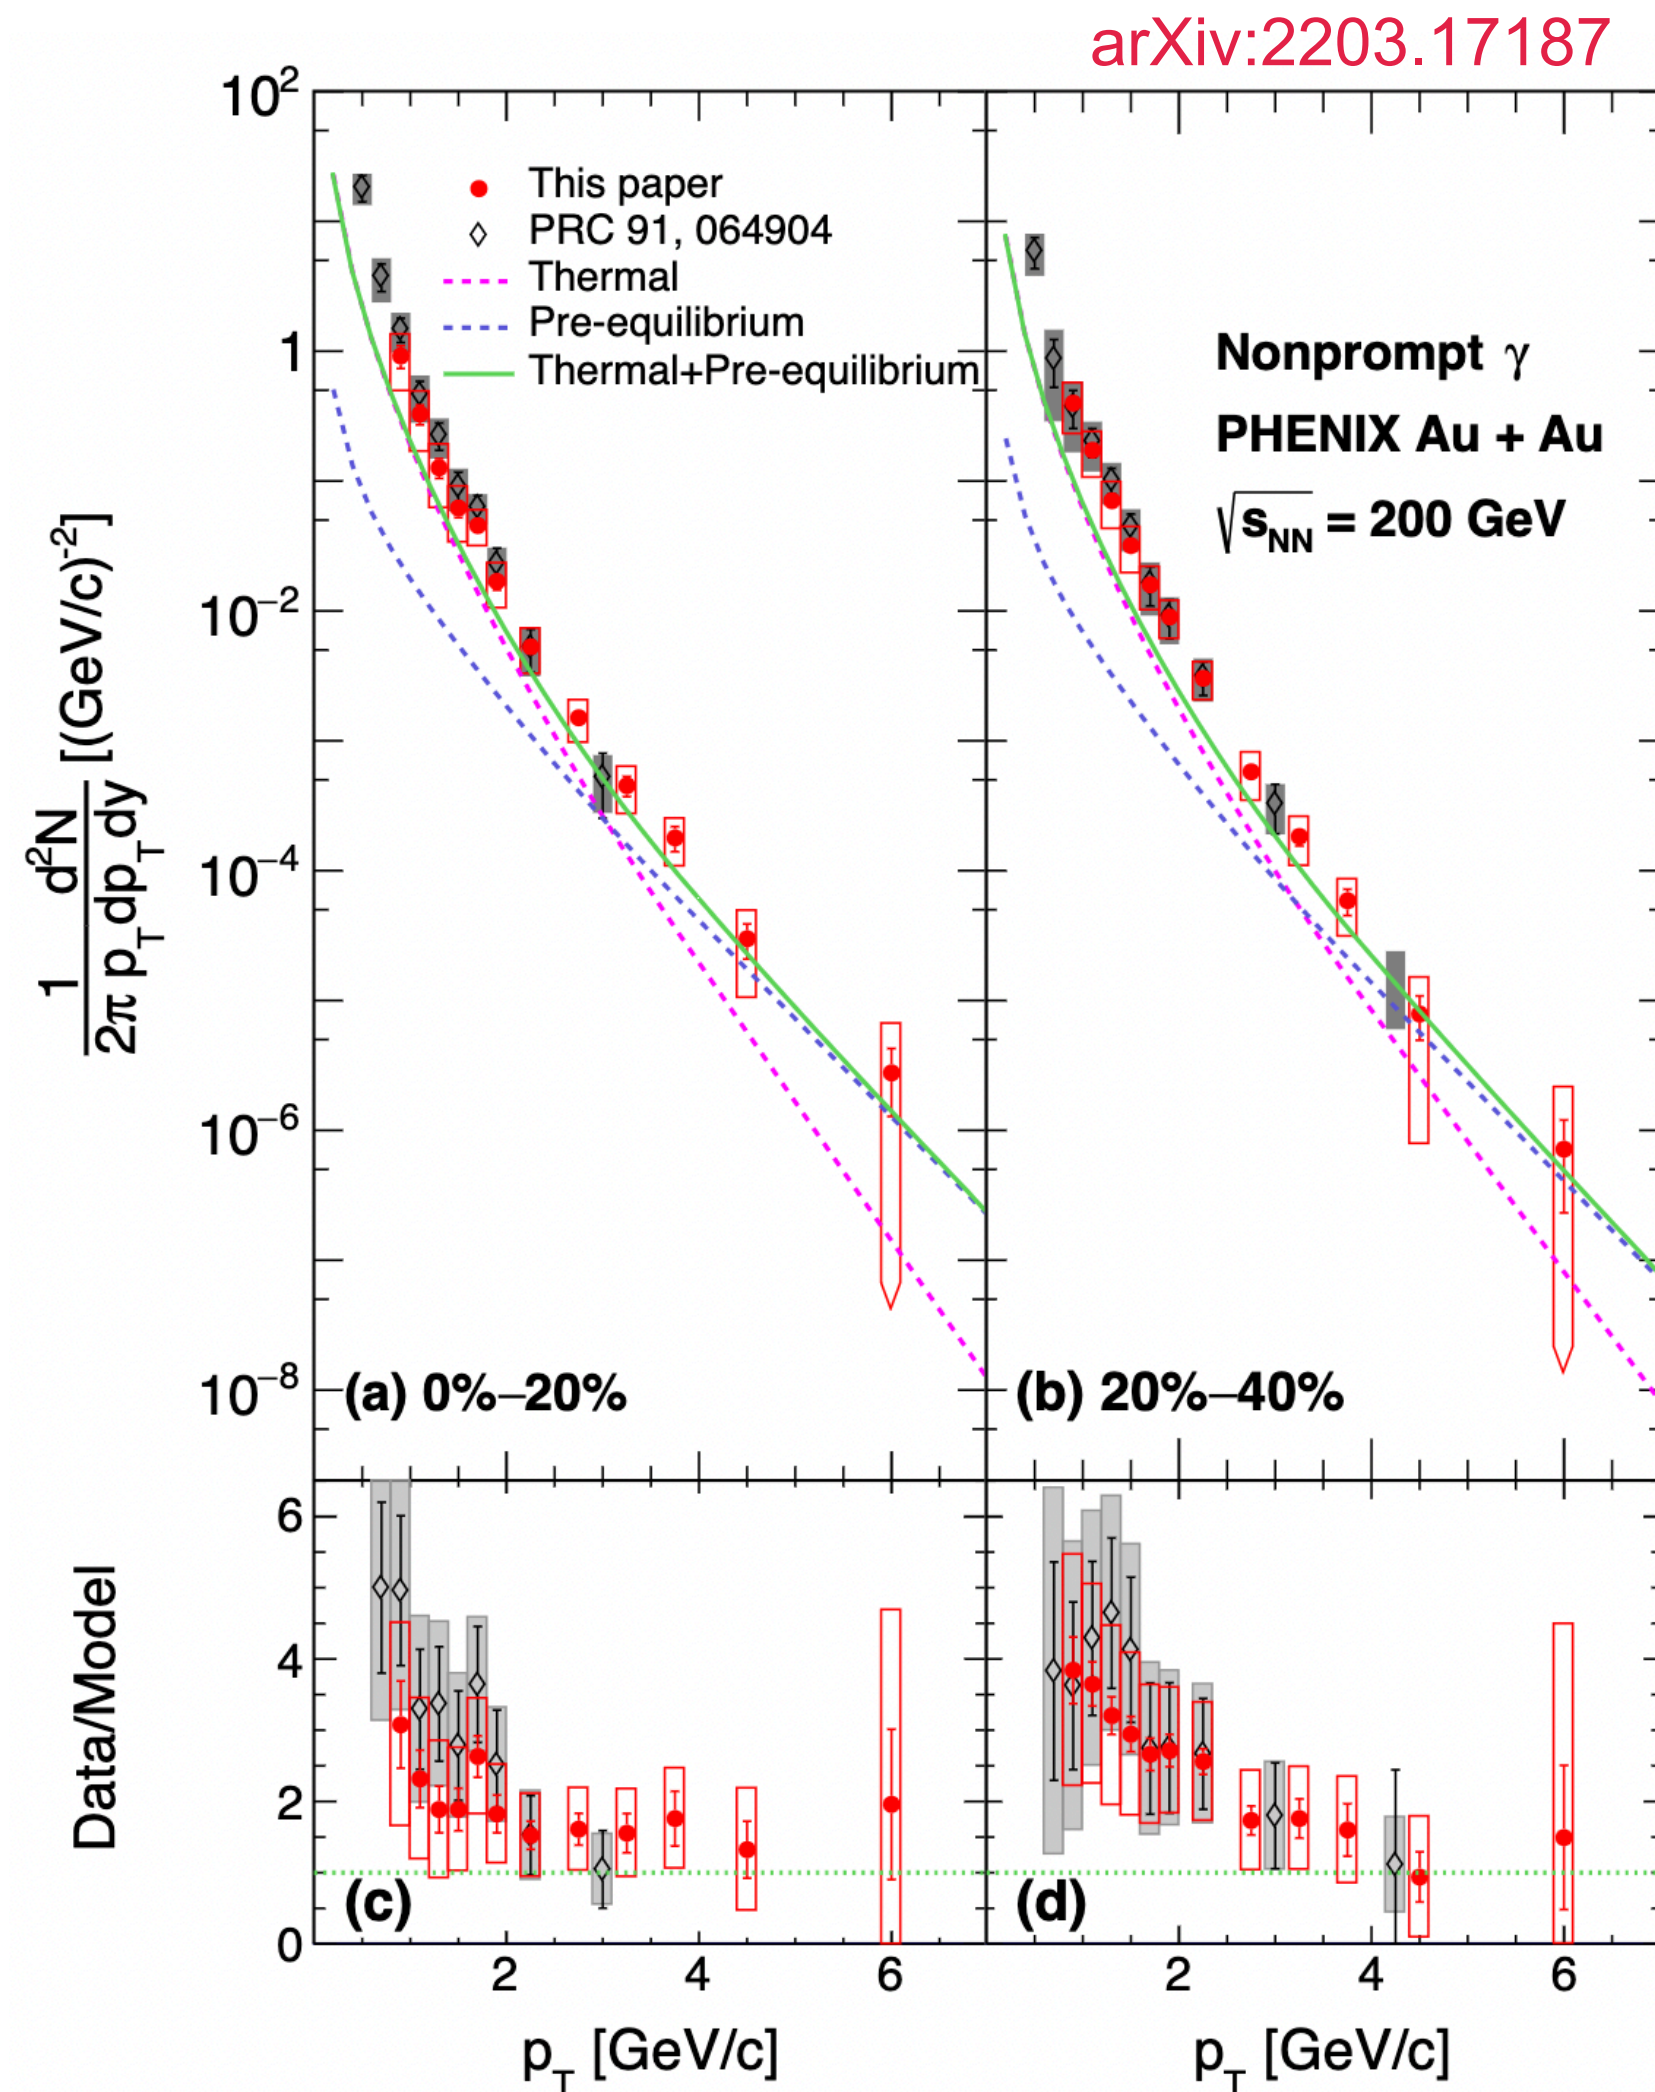 arXiv:2203.17187
10²
1
10⁻²
10⁻⁴
10⁻⁶
10⁻⁸
1 d²N
2π p_T dp_T dy
[(GeV/c)⁻²]
This paper
PRC 91, 064904
Thermal
Pre-equilibrium
Thermal+Pre-equilibrium
Nonprompt γ
PHENIX Au + Au
√s_NN = 200 GeV
(a) 0%–20%
(b) 20%–40%
Data/Model
6
4
2
0
(c)
(d)
2 4 6
2 4 6
p_T [GeV/c]
p_T [GeV/c]